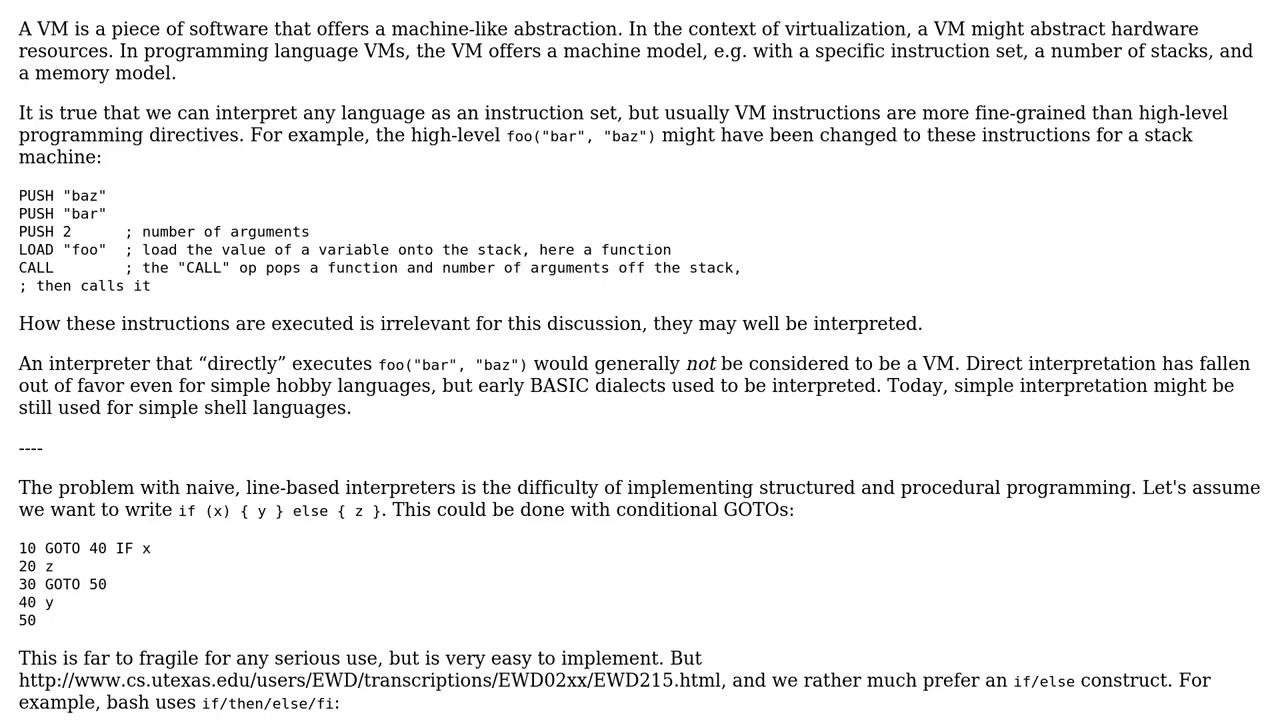 A VM is a piece of software that offers a machine-like abstraction. In the context of virtualization, a VM might abstract hardware
resources. In programming language VMs, the VM offers a machine model, e.g. with a specific instruction set, a number of stacks, and
a memory model.
It is true that we can interpret any language as an instruction set, but usually VM instructions are more fine-grained than high-level
programming directives. For example, the high-level foo("bar", "baz") might have been changed to these instructions for a stack
machine:
PUSH "baz"
PUSH "bar"
PUSH 2      ; number of arguments
LOAD "foo"  ; load the value of a variable onto the stack, here a function
CALL        ; the "CALL" op pops a function and number of arguments off the stack,
; then calls it
How these instructions are executed is irrelevant for this discussion, they may well be interpreted.
An interpreter that “directly” executes foo("bar", "baz") would generally not be considered to be a VM. Direct interpretation has fallen
out of favor even for simple hobby languages, but early BASIC dialects used to be interpreted. Today, simple interpretation might be
still used for simple shell languages.
----
The problem with naive, line-based interpreters is the difficulty of implementing structured and procedural programming. Let's assume
we want to write if (x) { y } else { z }. This could be done with conditional GOTOs:
10 GOTO 40 IF x
20 z
30 GOTO 50
40 y
50
This is far to fragile for any serious use, but is very easy to implement. But
http://www.cs.utexas.edu/users/EWD/transcriptions/EWD02xx/EWD215.html, and we rather much prefer an if/else construct. For
example, bash uses if/then/else/fi: